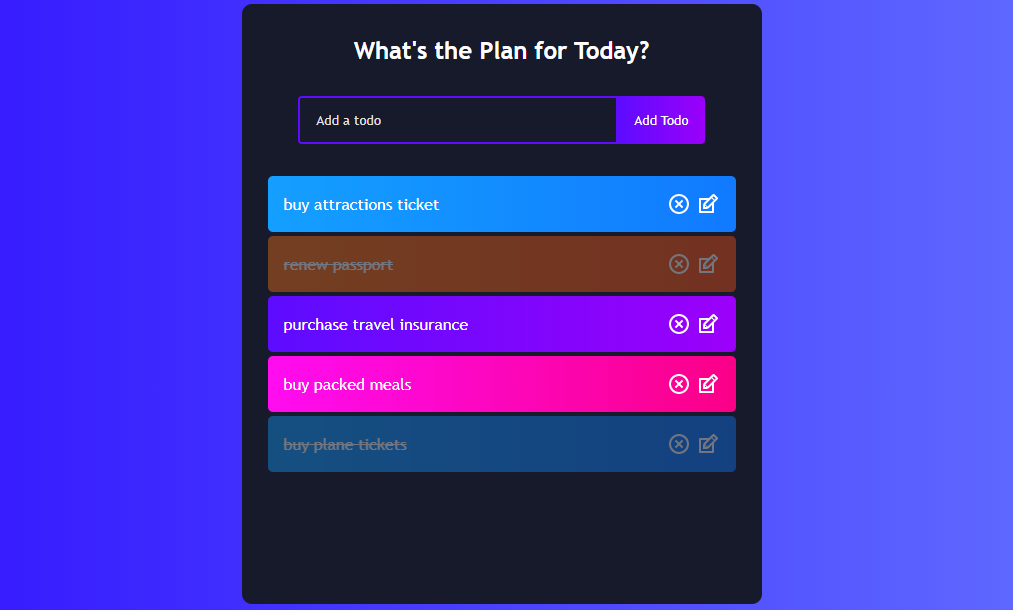 What's the Plan for Today?
Add a todo
Add Todo
buy attractions ticket
renew passport
purchase travel insurance
buy packed meals
buy plane tickets